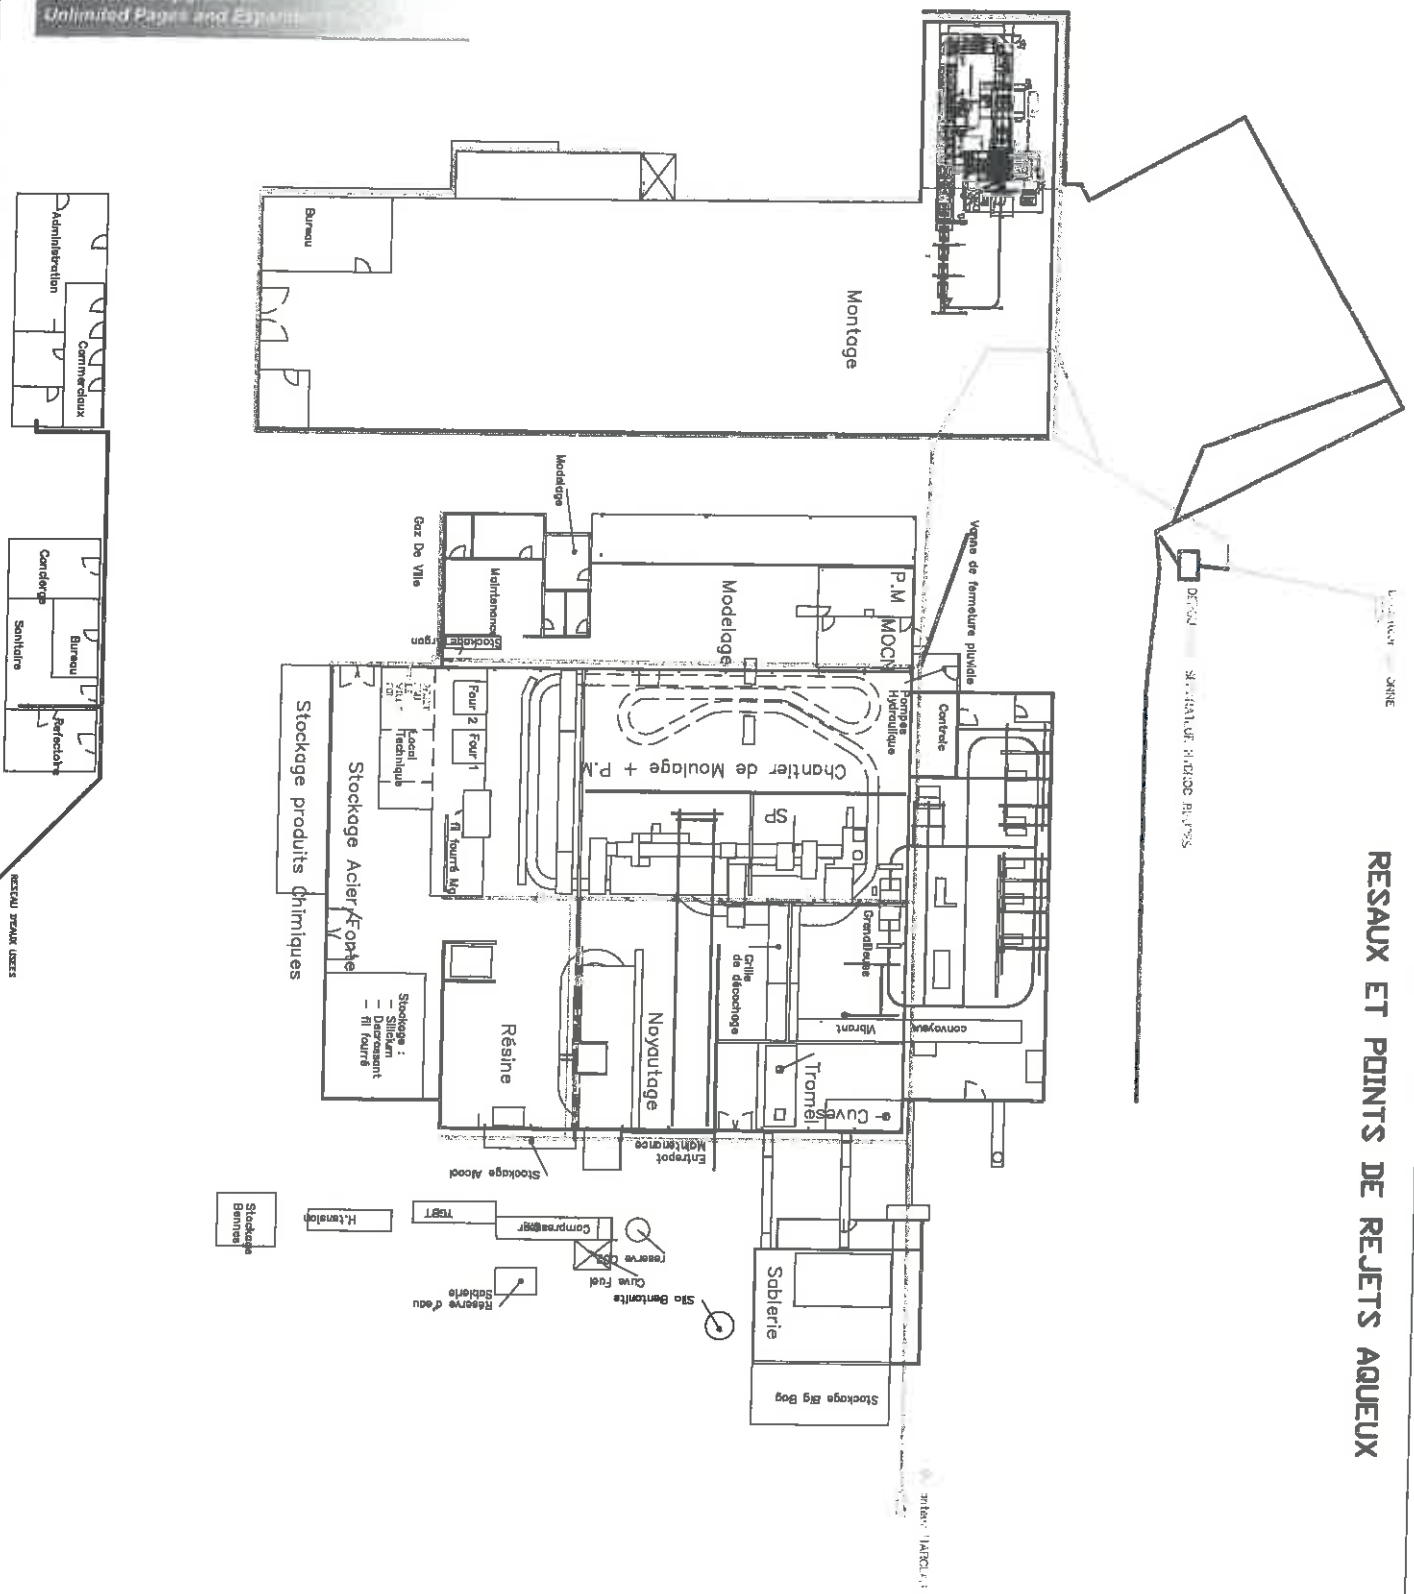 Unlimited Pages and
RESAUX ET POINTS DE REJETS AQUEUX
Administration
Commerciaux
Concierge
Bureau
Sanitaire
Refectoire
RESEAU D'EAUX USEES
Bureau
Montage
Modelage
Gaz De Ville
Maintenance
Stockage Argon
Modelage
P.M
MOCN
Vanne de fermeture pluviale
Pompes
Hydraulique
Controle
Four 2
Four 1
Local
Technique
fil fourré Mg
Chantier de Moulage + P.M
SP
Grenailleuse
Grille
de décochage
Vibrant
convoyeur
Stockage produits Chimiques
Stockage Acier/Fonte
Stockage :
– Silicium
– Decrassant
– fil fourré
Résine
Noyautage
Tromel
Cuves
Entrepot
Maintenance
Stockage Alcool
Stockage
Bennes
H.tension
TGBT
Compresseur
reserve CO2
Cuve Fuel
Réserve d'eau
Sablerie
Silo Bentonite
Sablerie
Stockage Big Bag